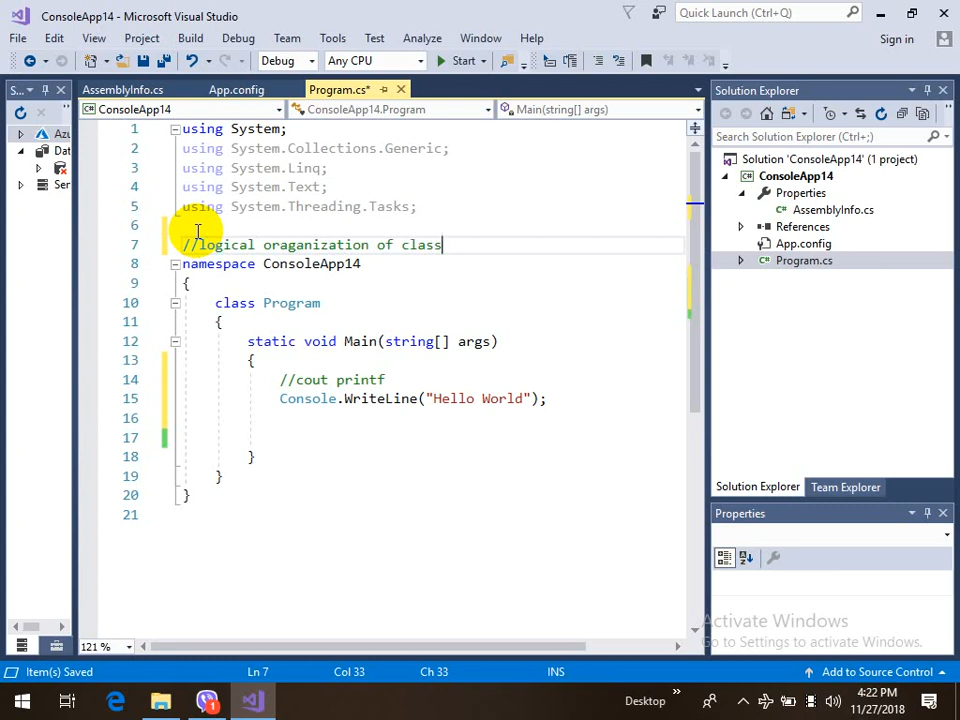 ConsoleApp14 - Microsoft Visual Studio
Quick Launch (Ctrl+Q)
File Edit View Project Build Debug Team Tools Test Analyze Window Help
Sign in
Debug Any CPU Start
S...
AssemblyInfo.cs App.config Program.cs*
ConsoleApp14 ConsoleApp14.Program Main(string[] args)
Azu
Dat
Ser
1 using System;
2 using System.Collections.Generic;
3 using System.Linq;
4 using System.Text;
5 using System.Threading.Tasks;
6
7 //logical oraganization of class
8 namespace ConsoleApp14
9 {
10 class Program
11 {
12 static void Main(string[] args)
13 {
14 //cout printf
15 Console.WriteLine("Hello World");
16
17
18 }
19 }
20 }
21
121 %
Solution Explorer
Search Solution Explorer (Ctrl+;)
Solution 'ConsoleApp14' (1 project)
ConsoleApp14
Properties
AssemblyInfo.cs
References
App.config
Program.cs
Solution Explorer Team Explorer
Properties
Activate Windows
Go to Settings to activate Windows.
Item(s) Saved Ln 7 Col 33 Ch 33 INS Add to Source Control
1
Desktop
4:22 PM
11/27/2018